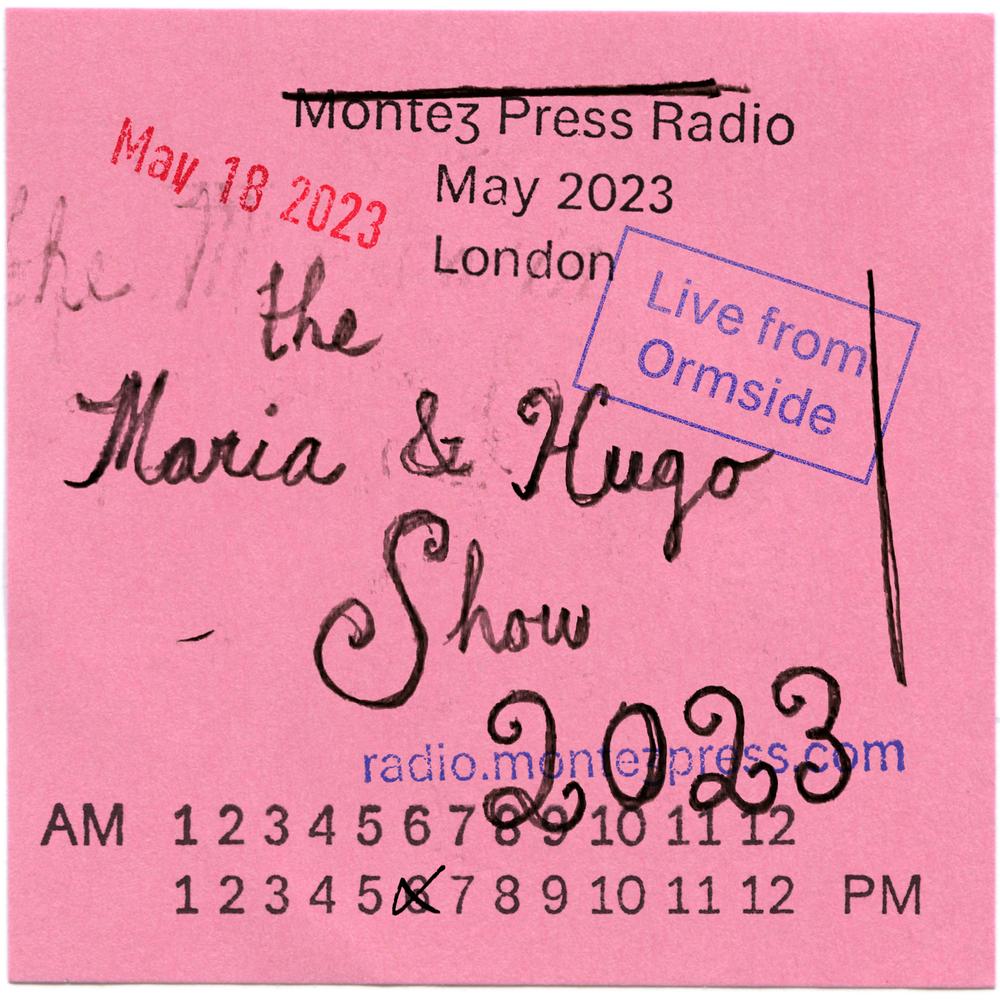 Monteʒ Press Radio
May 18 2023
May 2023
London
Live from
Ormside
the
the
Maria & Hugo
Show
2023
radio.montezpress.com
AM 1 2 3 4 5 6 7 8 9 10 11 12
1 2 3 4 5 6 7 8 9 10 11 12 PM